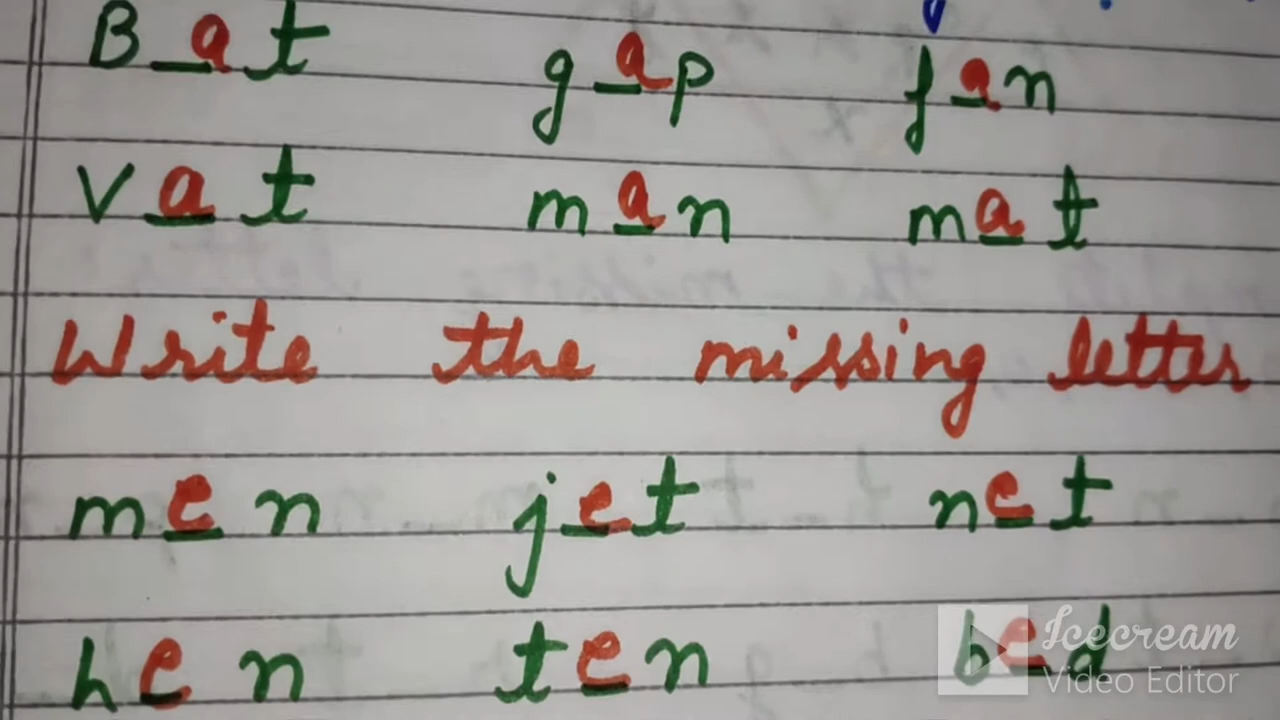 Bat gap fan
vat man mat
Write the missing letter
men jet net
hen ten bed
Icecream
Video Editor